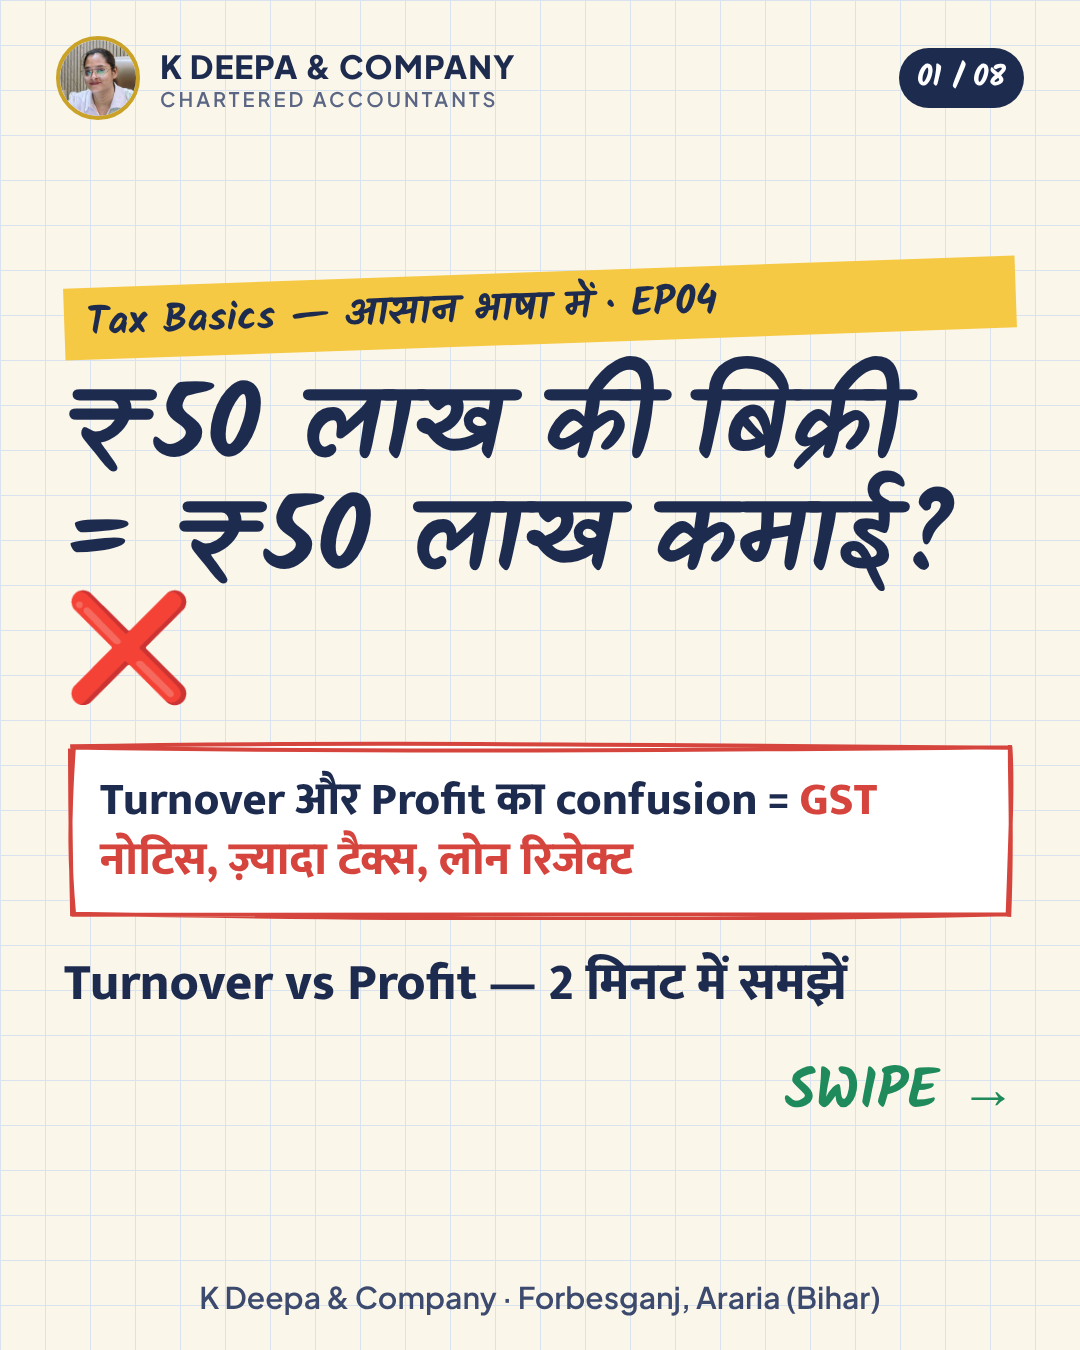 K DEEPA & COMPANY
CHARTERED ACCOUNTANTS
01 / 08
Tax Basics — आसान भाषा में · EP04
₹50 लाख की बिक्री
= ₹50 लाख कमाई?
Turnover और Profit का confusion = GST
नोटिस, ज़्यादा टैक्स, लोन रिजेक्ट
Turnover vs Profit — 2 मिनट में समझें
SWIPE →
K Deepa & Company · Forbesganj, Araria (Bihar)